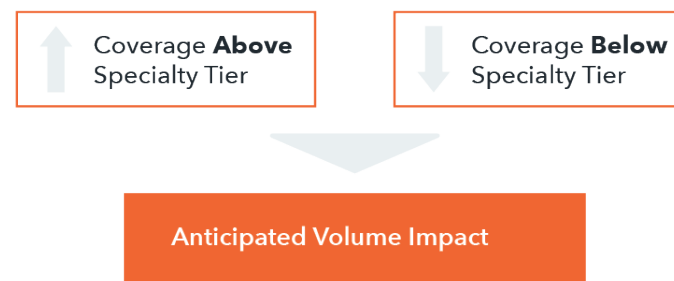 Coverage Above
Specialty Tier
Coverage Below
Specialty Tier
Anticipated Volume Impact